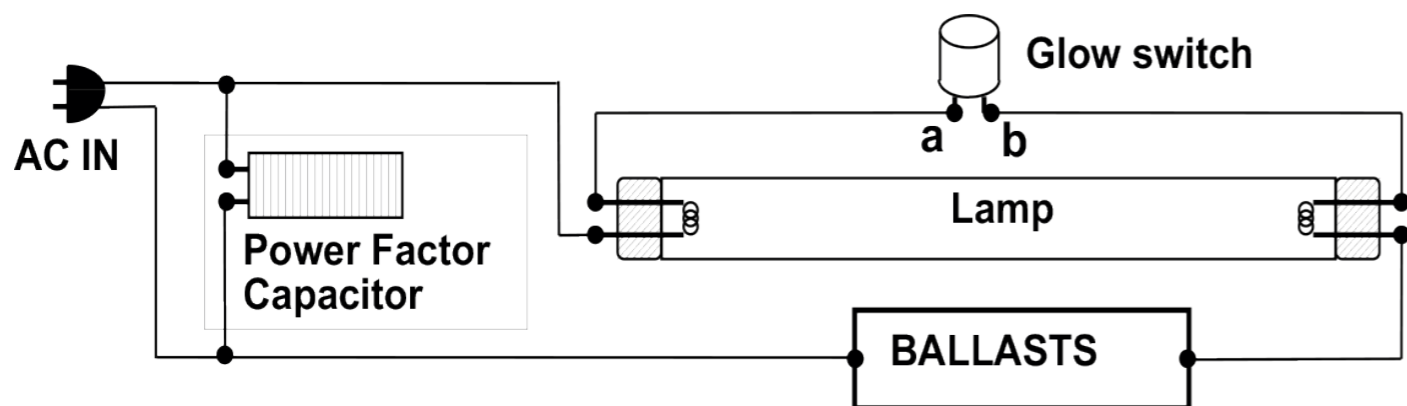 Glow switch
AC IN
a
b
Lamp
Power Factor
Capacitor
BALLASTS